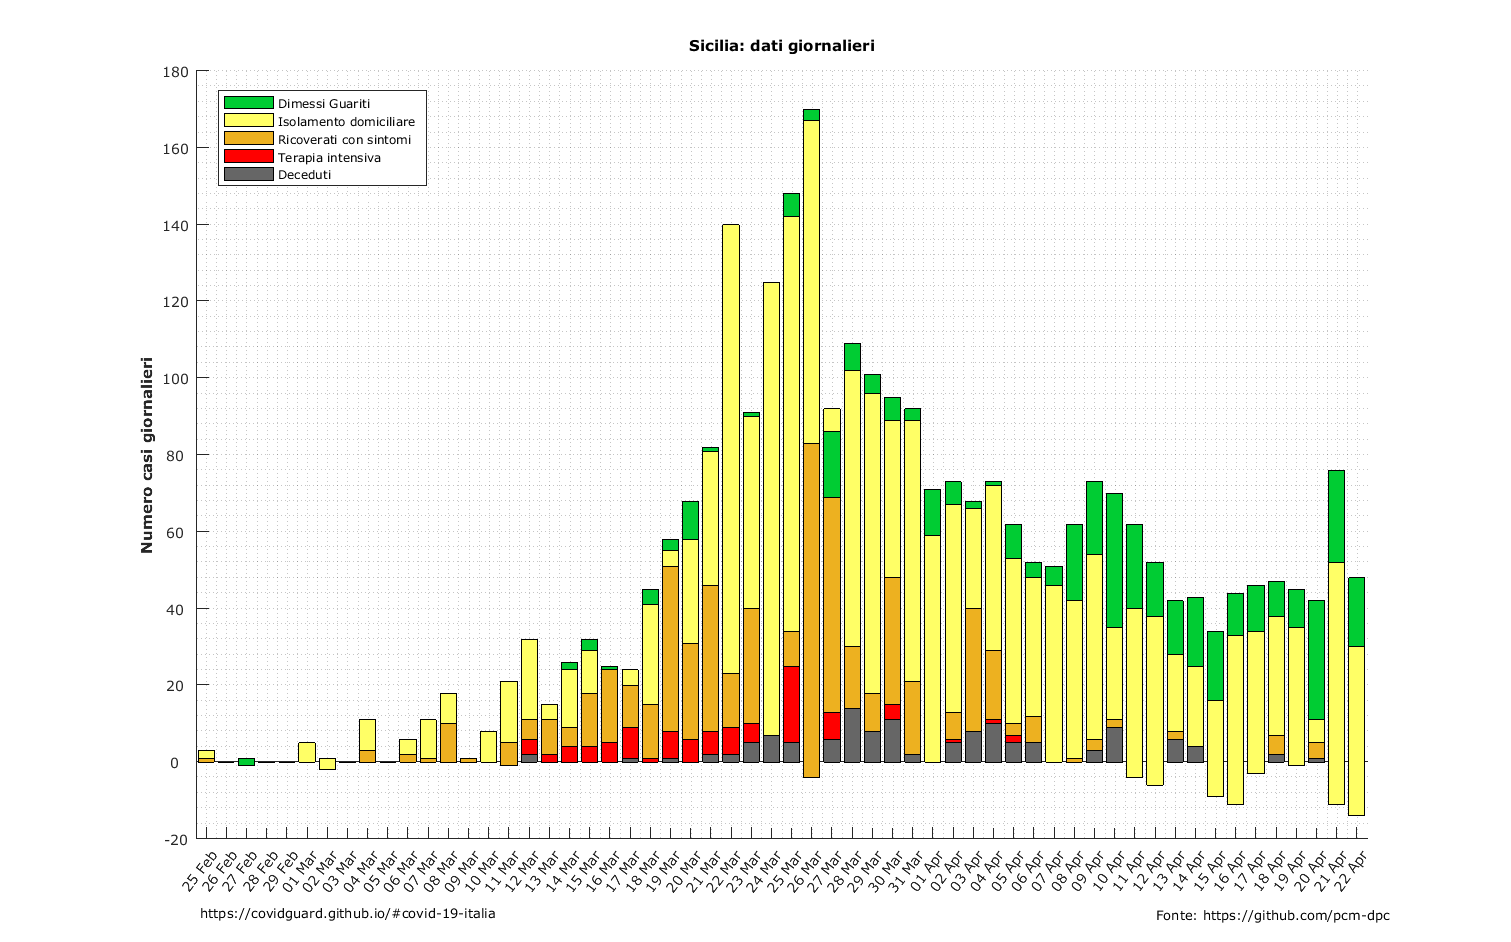 Sicilia: dati giornalieri
Numero casi giornalieri
180
160
140
120
100
80
60
40
20
0
-20
Dimessi Guariti
Isolamento domiciliare
Ricoverati con sintomi
Terapia intensiva
Deceduti
25 Feb
26 Feb
27 Feb
28 Feb
29 Feb
01 Mar
02 Mar
03 Mar
04 Mar
05 Mar
06 Mar
07 Mar
08 Mar
09 Mar
10 Mar
11 Mar
12 Mar
13 Mar
14 Mar
15 Mar
16 Mar
17 Mar
18 Mar
19 Mar
20 Mar
21 Mar
22 Mar
23 Mar
24 Mar
25 Mar
26 Mar
27 Mar
28 Mar
29 Mar
30 Mar
31 Mar
01 Apr
02 Apr
03 Apr
04 Apr
05 Apr
06 Apr
07 Apr
08 Apr
09 Apr
10 Apr
11 Apr
12 Apr
13 Apr
14 Apr
15 Apr
16 Apr
17 Apr
18 Apr
19 Apr
20 Apr
21 Apr
22 Apr
https://covidguard.github.io/#covid-19-italia
Fonte: https://github.com/pcm-dpc